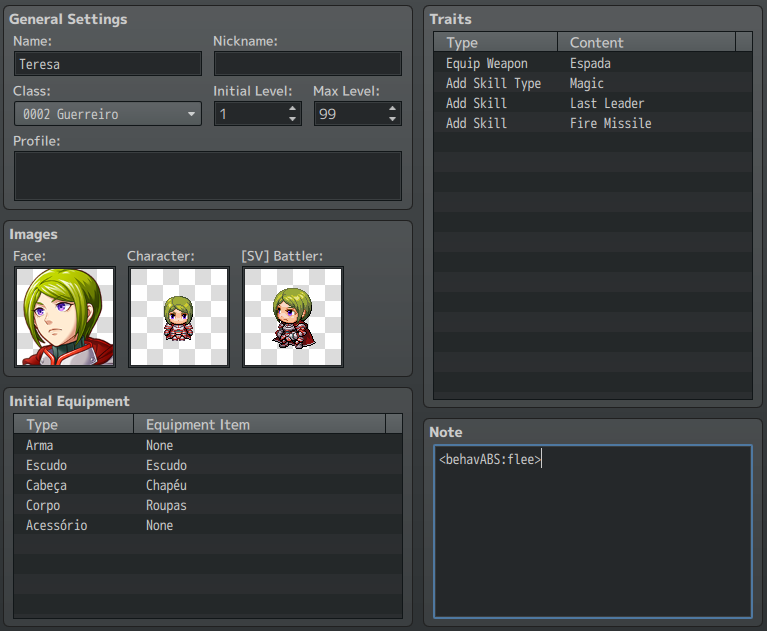 General Settings
Name:
Nickname:
Teresa
Class:
Initial Level:
Max Level:
0002 Guerreiro
1
99
Profile:
Images
Face:
Character:
[SV] Battler:
Initial Equipment
Type
Equipment Item
Arma
None
Escudo
Escudo
Cabeça
Chapéu
Corpo
Roupas
Acessório
None
Traits
Type
Content
Equip Weapon
Espada
Add Skill Type
Magic
Add Skill
Last Leader
Add Skill
Fire Missile
Note
<behavABS:flee>